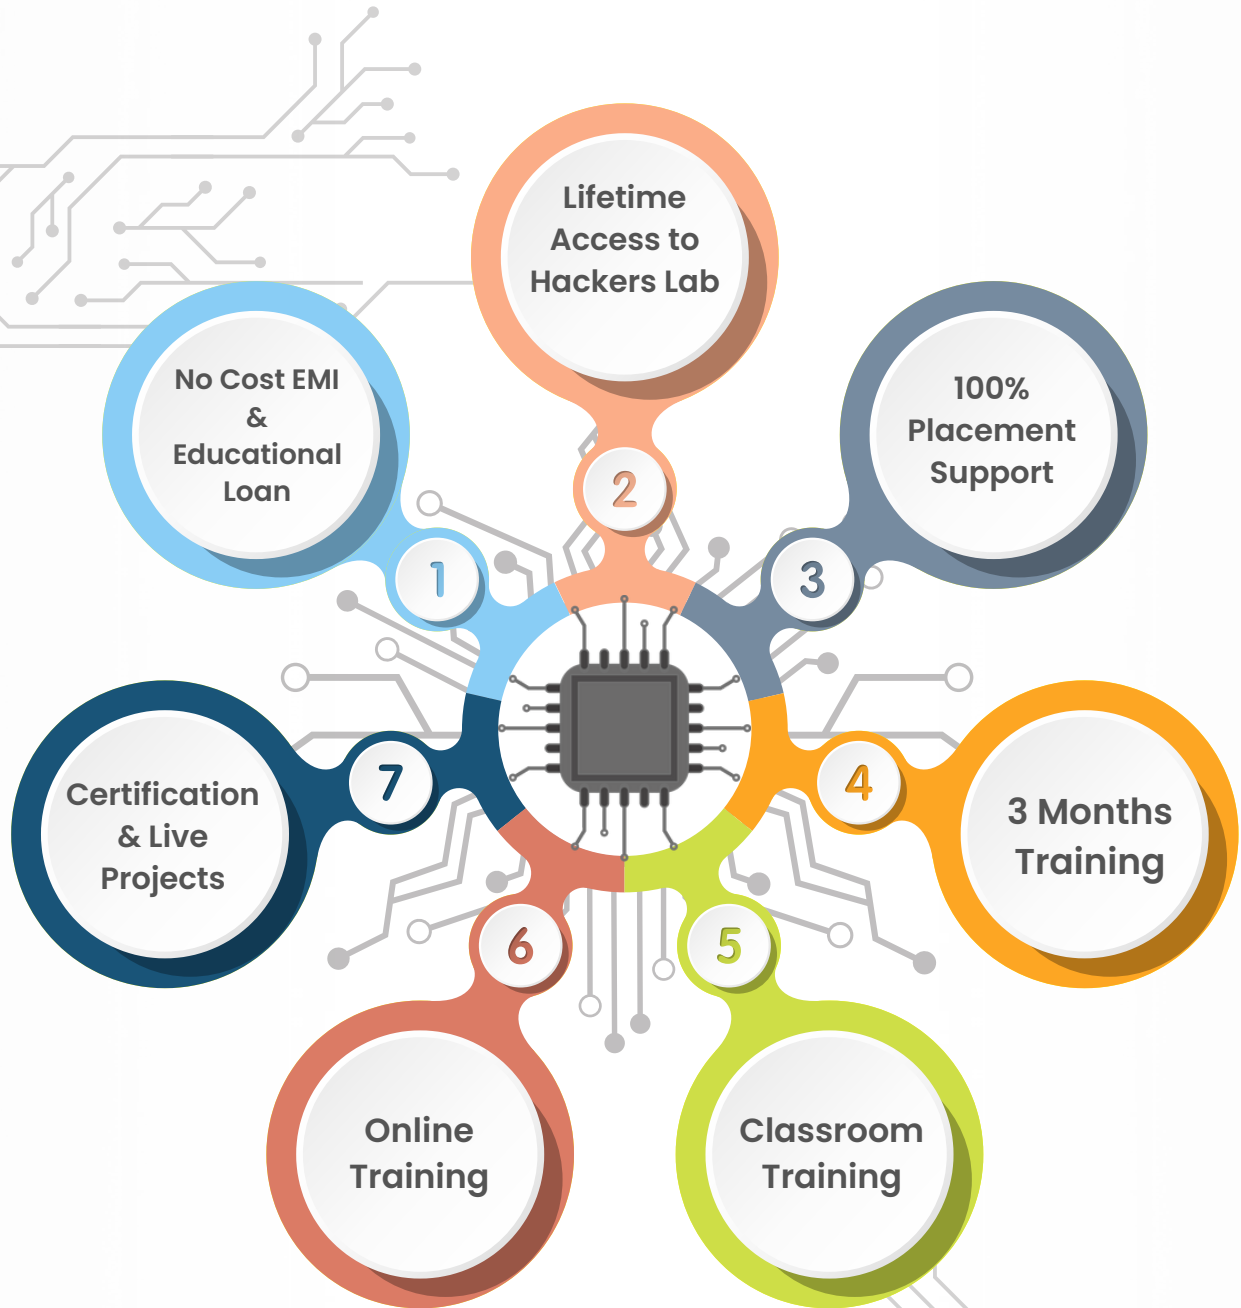 No Cost EMI
&
Educational
Loan
1
Lifetime
Access to
Hackers Lab
2
100%
Placement
Support
3
3 Months
Training
4
Classroom
Training
5
Online
Training
6
Certification
& Live
Projects
7